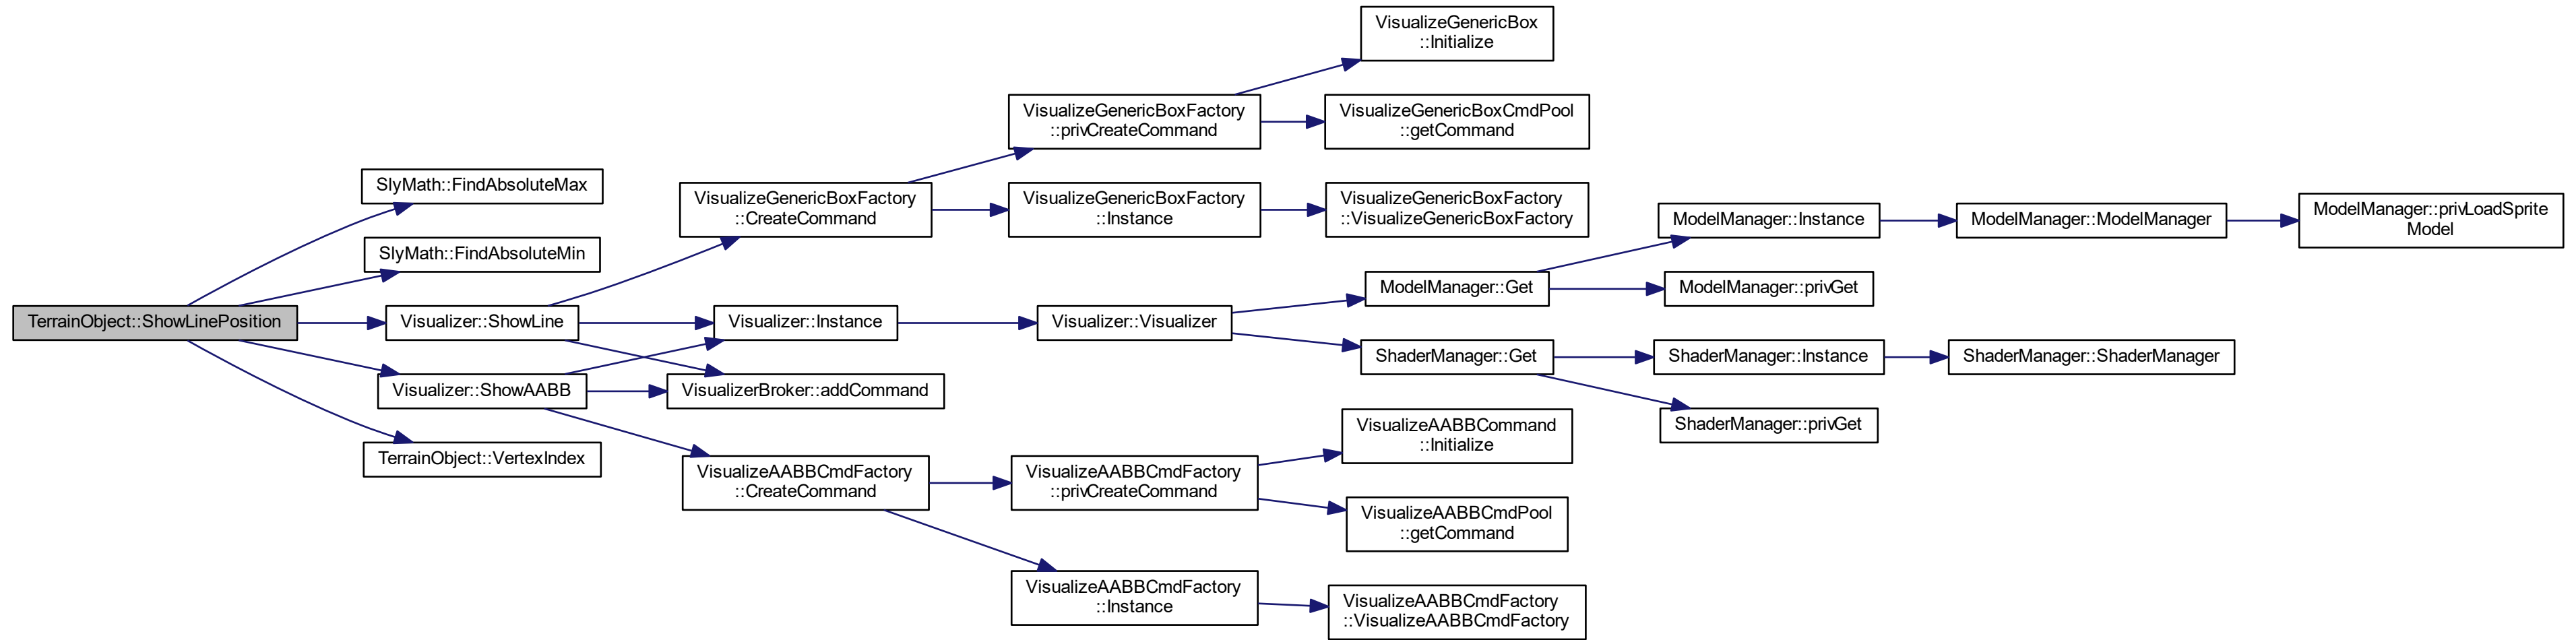 TerrainObject::ShowLinePosition
SlyMath::FindAbsoluteMax
SlyMath::FindAbsoluteMin
Visualizer::ShowLine
Visualizer::ShowAABB
TerrainObject::VertexIndex
VisualizeGenericBoxFactory
::CreateCommand
Visualizer::Instance
VisualizerBroker::addCommand
VisualizeAABBCmdFactory
::CreateCommand
VisualizeGenericBoxFactory
::privCreateCommand
VisualizeGenericBoxFactory
::Instance
Visualizer::Visualizer
VisualizeAABBCmdFactory
::privCreateCommand
VisualizeAABBCmdFactory
::Instance
VisualizeGenericBox
::Initialize
VisualizeGenericBoxCmdPool
::getCommand
VisualizeGenericBoxFactory
::VisualizeGenericBoxFactory
ModelManager::Get
ShaderManager::Get
VisualizeAABBCommand
::Initialize
VisualizeAABBCmdPool
::getCommand
VisualizeAABBCmdFactory
::VisualizeAABBCmdFactory
ModelManager::Instance
ModelManager::privGet
ShaderManager::Instance
ShaderManager::privGet
ModelManager::ModelManager
ShaderManager::ShaderManager
ModelManager::privLoadSprite
Model